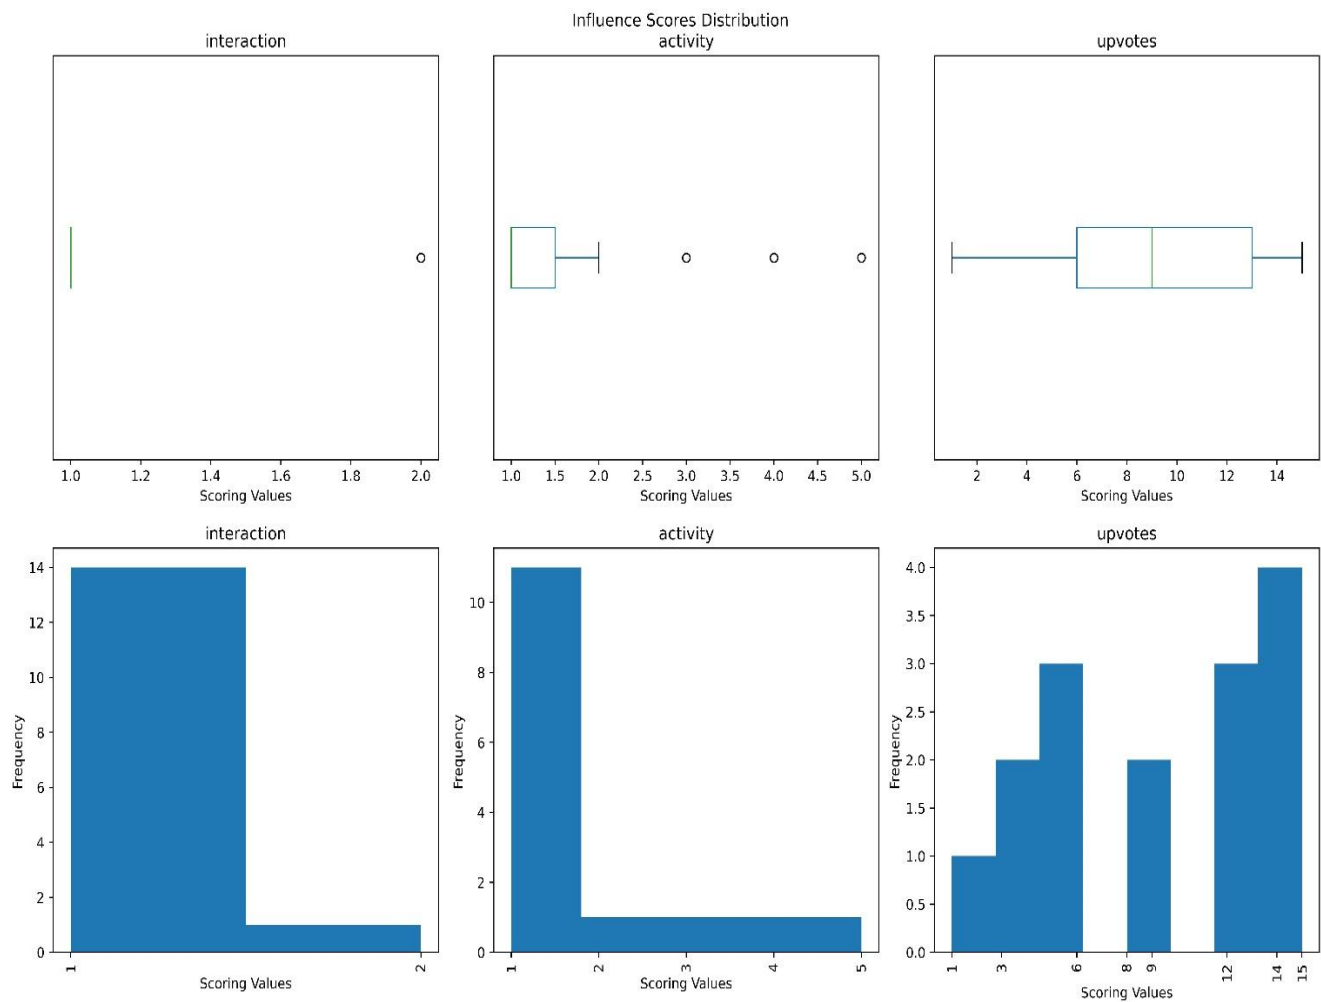 Influence Scores Distribution
interaction
activity
upvotes
1.0 1.2 1.4 1.6 1.8 2.0
Scoring Values
1.0 1.5 2.0 2.5 3.0 3.5 4.0 4.5 5.0
Scoring Values
2 4 6 8 10 12 14
Scoring Values
interaction
Frequency
14
12
10
8
6
4
2
0
1 2
Scoring Values
activity
Frequency
10
8
6
4
2
0
1 2 3 4 5
Scoring Values
upvotes
Frequency
4.0
3.5
3.0
2.5
2.0
1.5
1.0
0.5
0.0
1 3 6 8 9 12 14 15
Scoring Values